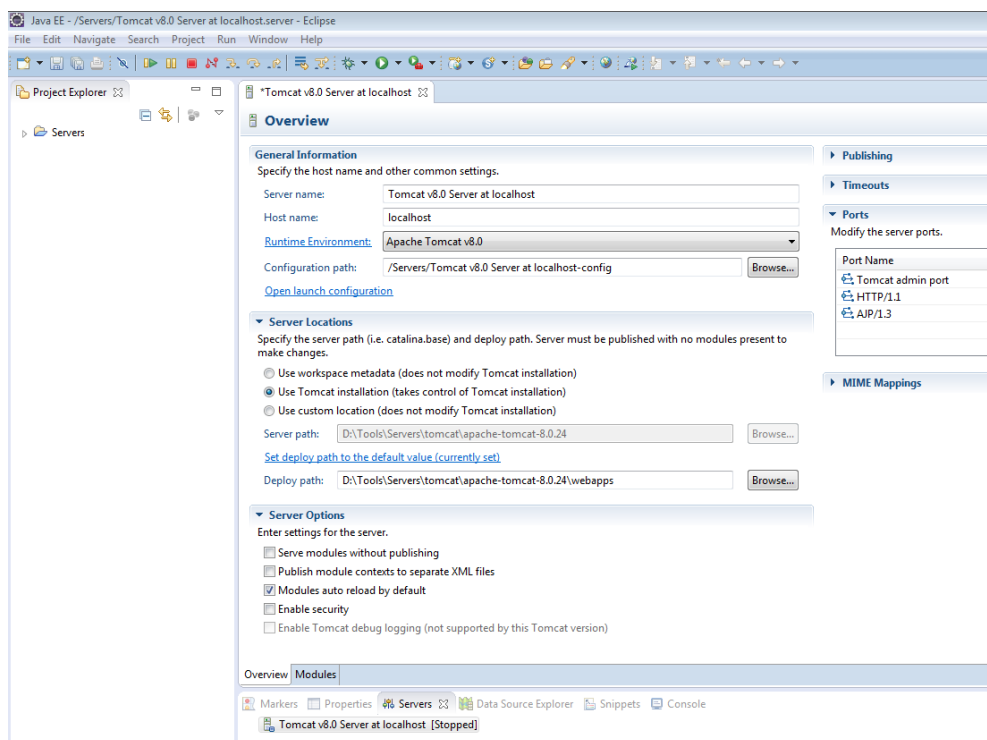 Java EE - /Servers/Tomcat v8.0 Server at localhost.server - Eclipse
File Edit Navigate Search Project Run Window Help
Project Explorer
Servers
*Tomcat v8.0 Server at localhost
Overview
General Information
Specify the host name and other common settings.
Server name: Tomcat v8.0 Server at localhost
Host name: localhost
Runtime Environment: Apache Tomcat v8.0
Configuration path: /Servers/Tomcat v8.0 Server at localhost-config Browse...
Open launch configuration
Server Locations
Specify the server path (i.e. catalina.base) and deploy path. Server must be published with no modules present to
make changes.
Use workspace metadata (does not modify Tomcat installation)
Use Tomcat installation (takes control of Tomcat installation)
Use custom location (does not modify Tomcat installation)
Server path: D:\Tools\Servers\tomcat\apache-tomcat-8.0.24 Browse...
Set deploy path to the default value (currently set)
Deploy path: D:\Tools\Servers\tomcat\apache-tomcat-8.0.24\webapps Browse...
Server Options
Enter settings for the server.
Serve modules without publishing
Publish module contexts to separate XML files
Modules auto reload by default
Enable security
Enable Tomcat debug logging (not supported by this Tomcat version)
Publishing
Timeouts
Ports
Modify the server ports.
Port Name
Tomcat admin port
HTTP/1.1
AJP/1.3
MIME Mappings
Overview Modules
Markers Properties Servers Data Source Explorer Snippets Console
Tomcat v8.0 Server at localhost [Stopped]